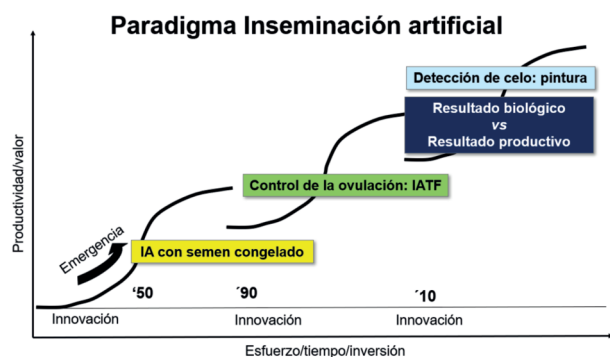 Paradigma Inseminación artificial
Detección de celo: pintura
Resultado biológico
vs
Resultado productivo
Control de la ovulación: IATF
IA con semen congelado
Emergencia
Productividad/valor
‘50
´90
´10
Innovación
Innovación
Innovación
Esfuerzo/tiempo/inversión